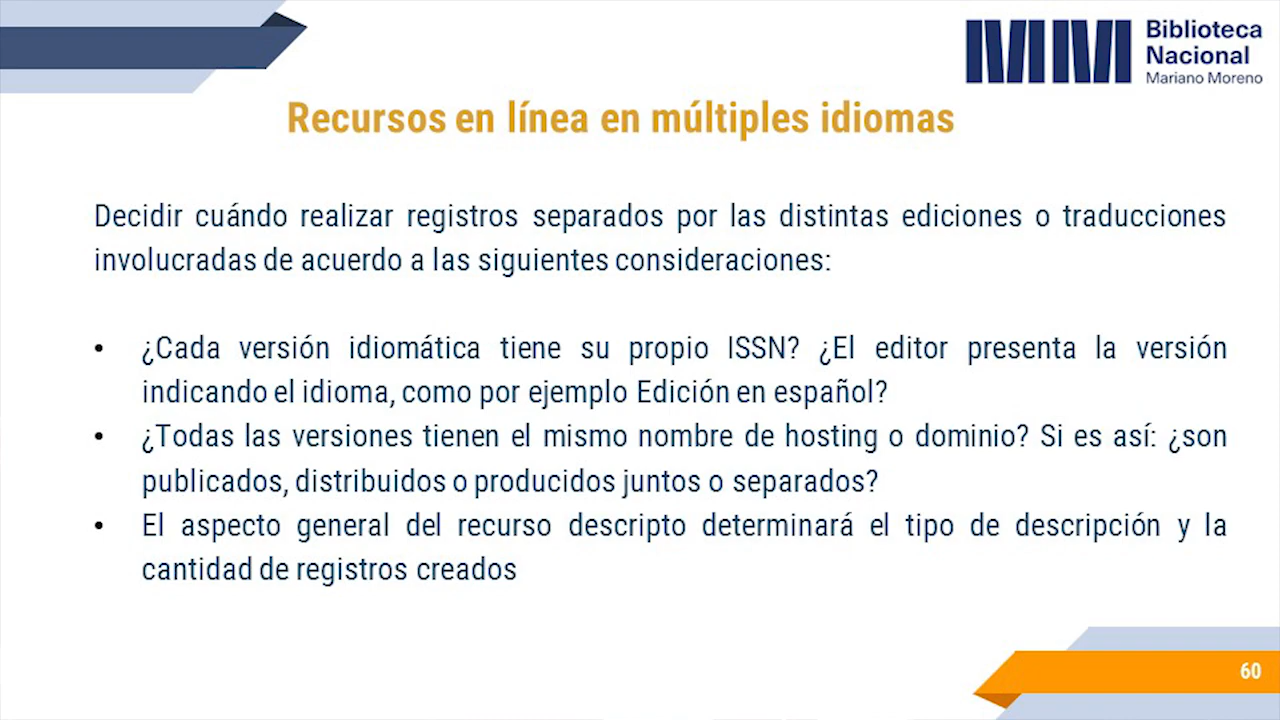 Biblioteca
Nacional
Mariano Moreno
Recursos en línea en múltiples idiomas
Decidir cuándo realizar registros separados por las distintas ediciones o traducciones
involucradas de acuerdo a las siguientes consideraciones:
• ¿Cada versión idiomática tiene su propio ISSN? ¿El editor presenta la versión
indicando el idioma, como por ejemplo Edición en español?
• ¿Todas las versiones tienen el mismo nombre de hosting o dominio? Si es así: ¿son
publicados, distribuidos o producidos juntos o separados?
• El aspecto general del recurso descripto determinará el tipo de descripción y la
cantidad de registros creados
60